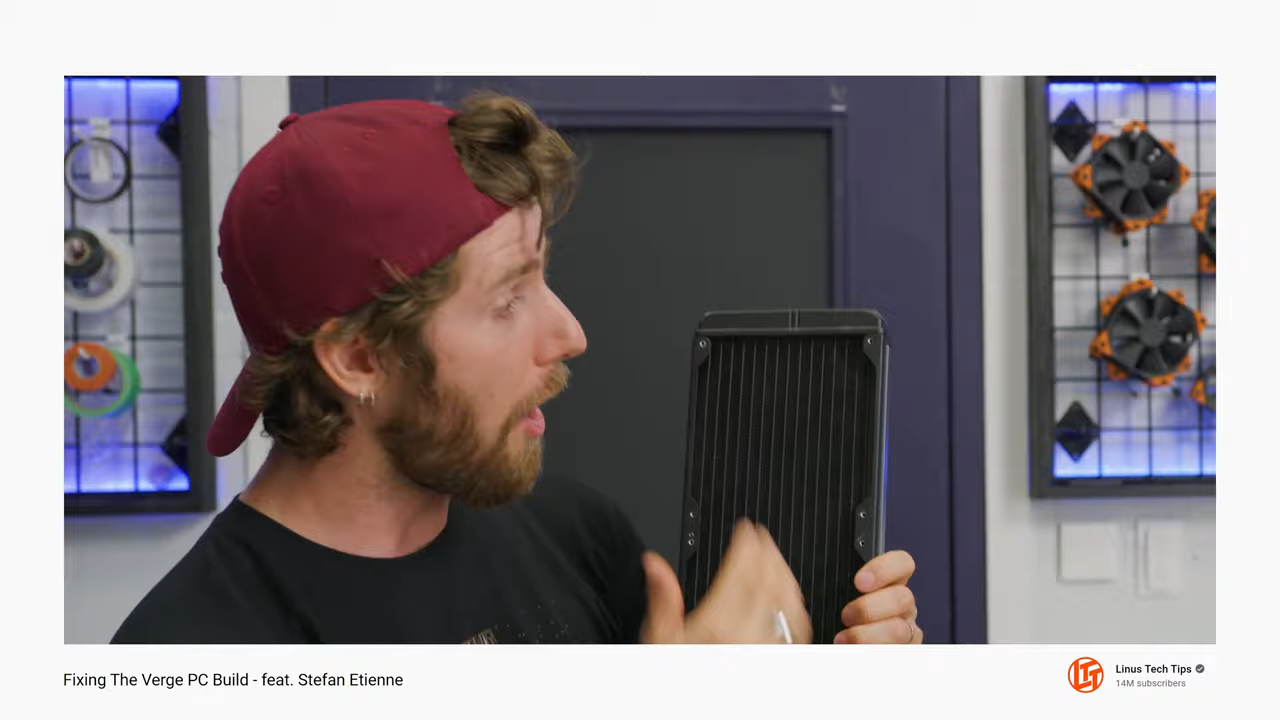 Fixing The Verge PC Build - feat. Stefan Etienne
Linus Tech Tips
14M subscribers